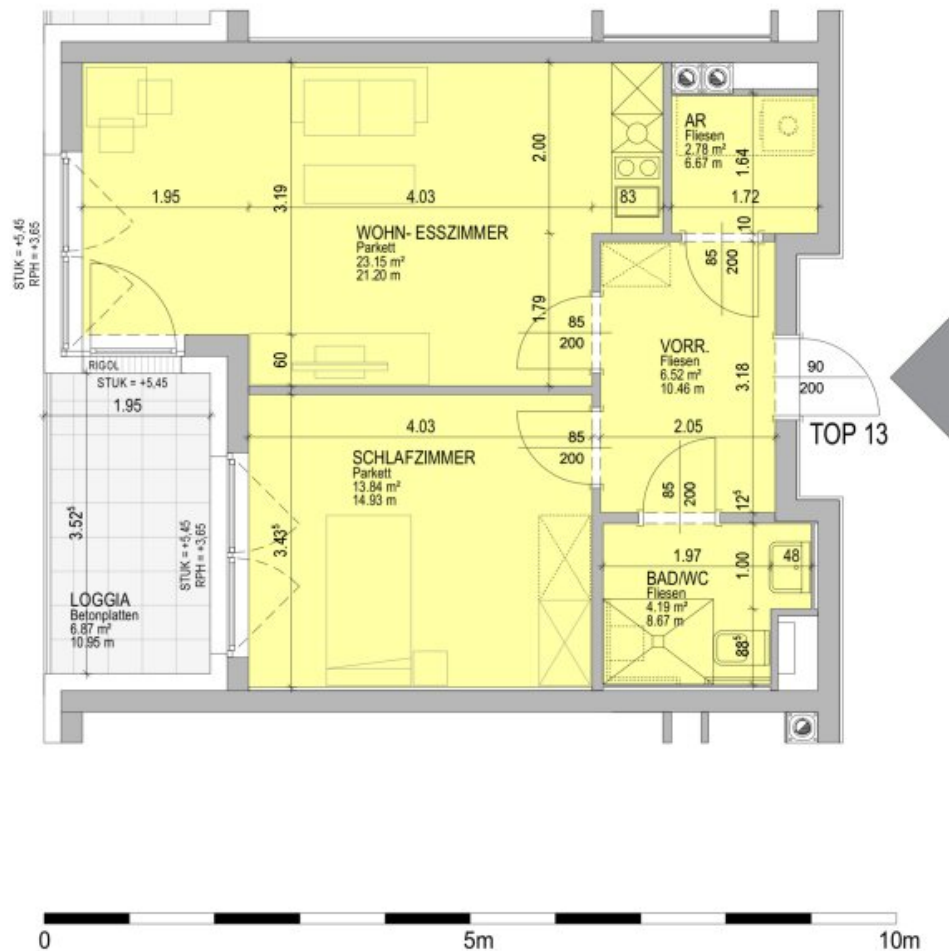 AR
Fliesen
2.78 m²
6.67 m
1.64
1.72
10
2.00
1.95
3.19
4.03
83
WOHN- ESSZIMMER
Parkett
23.15 m²
21.20 m
STUK = +5,45
RPH = +3,65
1.79
85
200
85
200
60
VORR.
Fliesen
6.52 m²
10.46 m
3.18
90
200
TOP 13
RIGOL
STUK = +5,45
1.95
4.03
85
200
2.05
SCHLAFZIMMER
Parkett
13.84 m²
14.93 m
85
200
12⁵
3.52⁵
STUK = +5,45
RPH = +3,65
3.43⁵
1.97
1.00
48
BAD/WC
Fliesen
4.19 m²
8.67 m
88⁵
LOGGIA
Betonplatten
6.87 m²
10.95 m
0
5m
10m